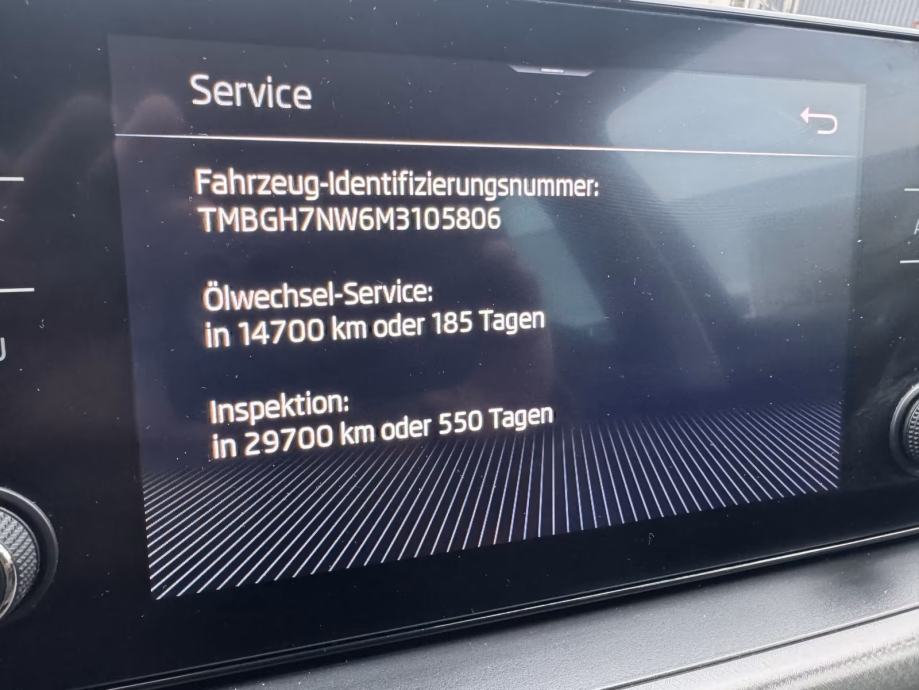 Service
Fahrzeug-Identifizierungsnummer:
TMBGH7NW6M3105806
Ölwechsel-Service:
in 14700 km oder 185 Tagen
Inspektion:
in 29700 km oder 550 Tagen